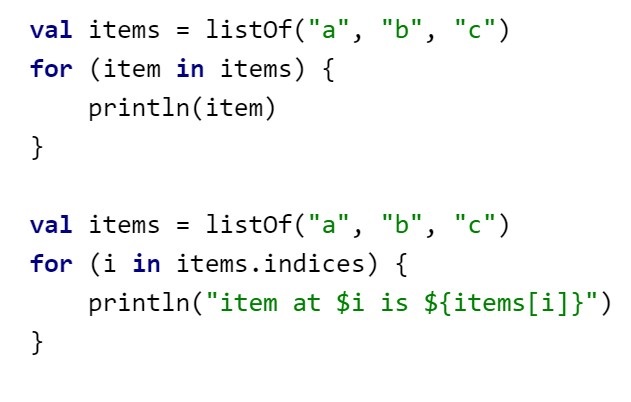 val items = listOf("a", "b", "c")
for (item in items) {
    println(item)
}

val items = listOf("a", "b", "c")
for (i in items.indices) {
    println("item at $i is ${items[i]}")
}